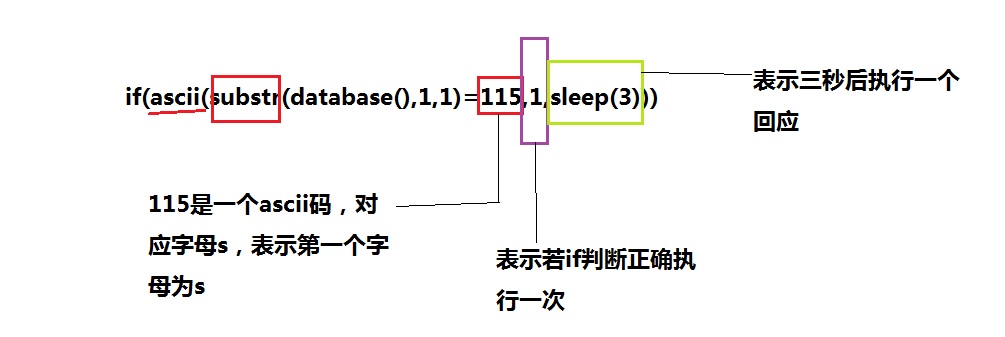 if(ascii(substr(database(),1,1)=115,1,sleep(3)))
表示三秒后执行一个
回应
115是一个ascii码，对
应字母s，表示第一个字
母为s
表示若if判断正确执
行一次